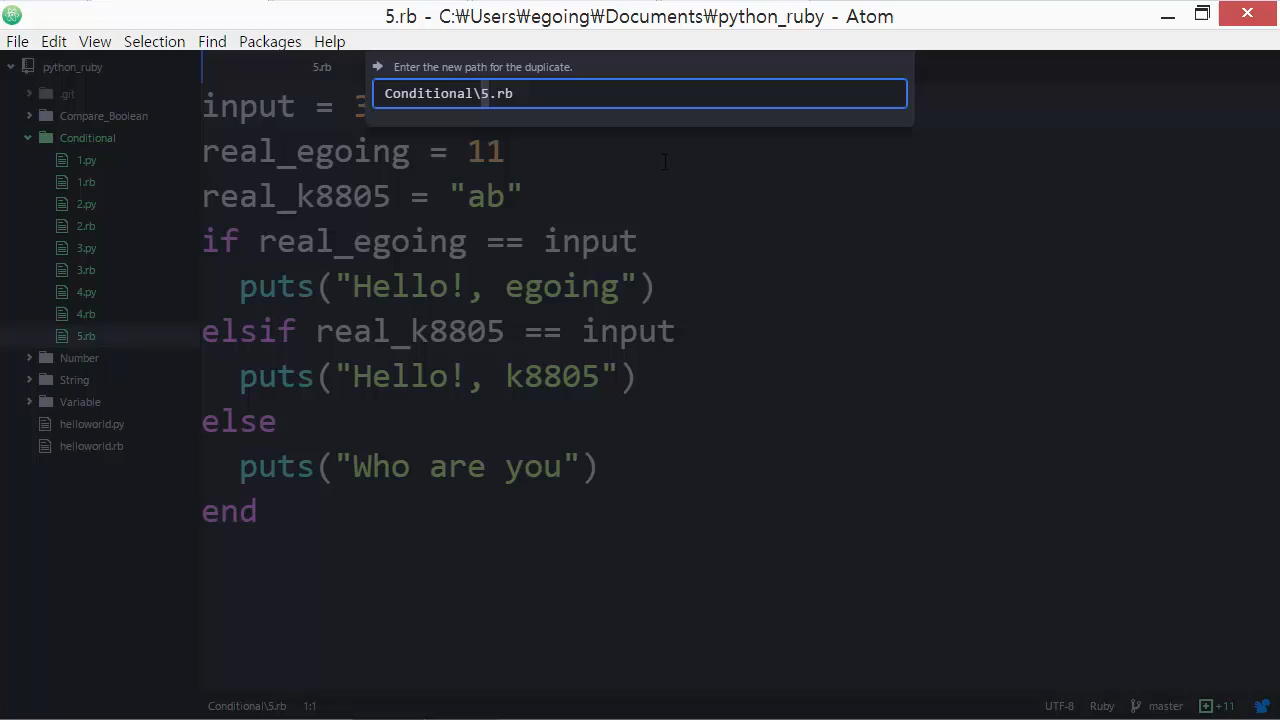 5.rb - C:₩Users₩egoing₩Documents₩python_ruby - Atom
File Edit View Selection Find Packages Help
python_ruby
.git
Compare_Boolean
Conditional
1.py
1.rb
2.py
2.rb
3.py
3.rb
4.py
4.rb
5.rb
Number
String
Variable
helloworld.py
helloworld.rb
5.rb
Enter the new path for the duplicate.
Conditional\5.rb
input = 3
real_egoing = 11
real_k8805 = "ab"
if real_egoing == input
puts("Hello!, egoing")
elsif real_k8805 == input
puts("Hello!, k8805")
else
puts("Who are you")
end
Conditional\5.rb 1:1 UTF-8 Ruby master +11